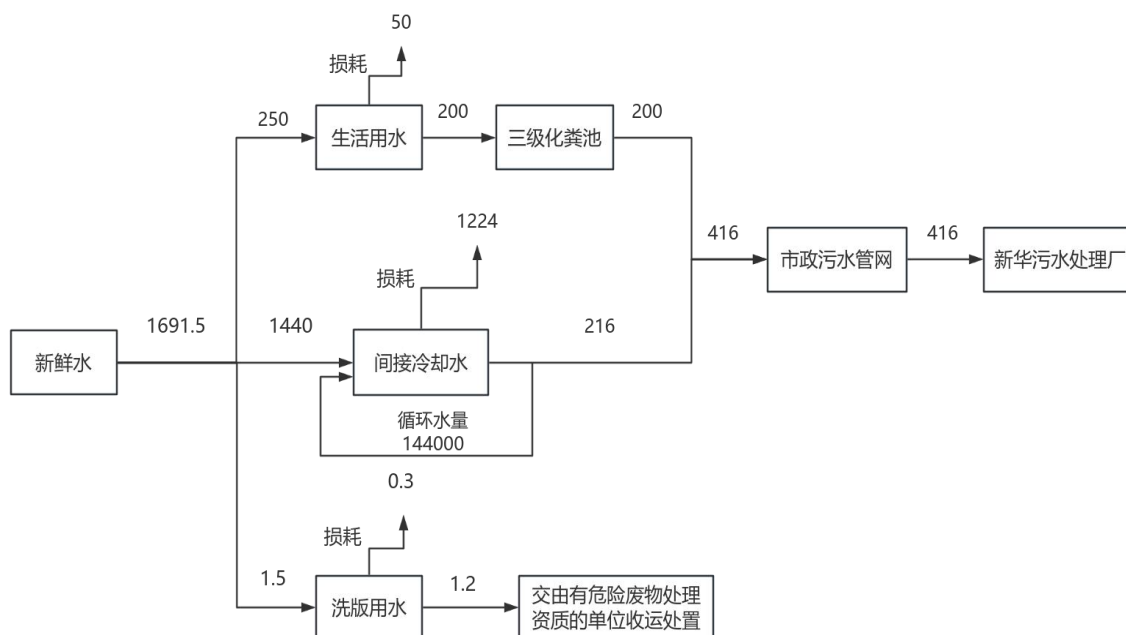 50
损耗
250
生活用水
200
三级化粪池
200
1224
损耗
416
市政污水管网
416
新华污水处理厂
新鲜水
1691.5
1440
间接冷却水
216
循环水量
144000
0.3
损耗
1.5
洗版用水
1.2
交由有危险废物处理
资质的单位收运处置